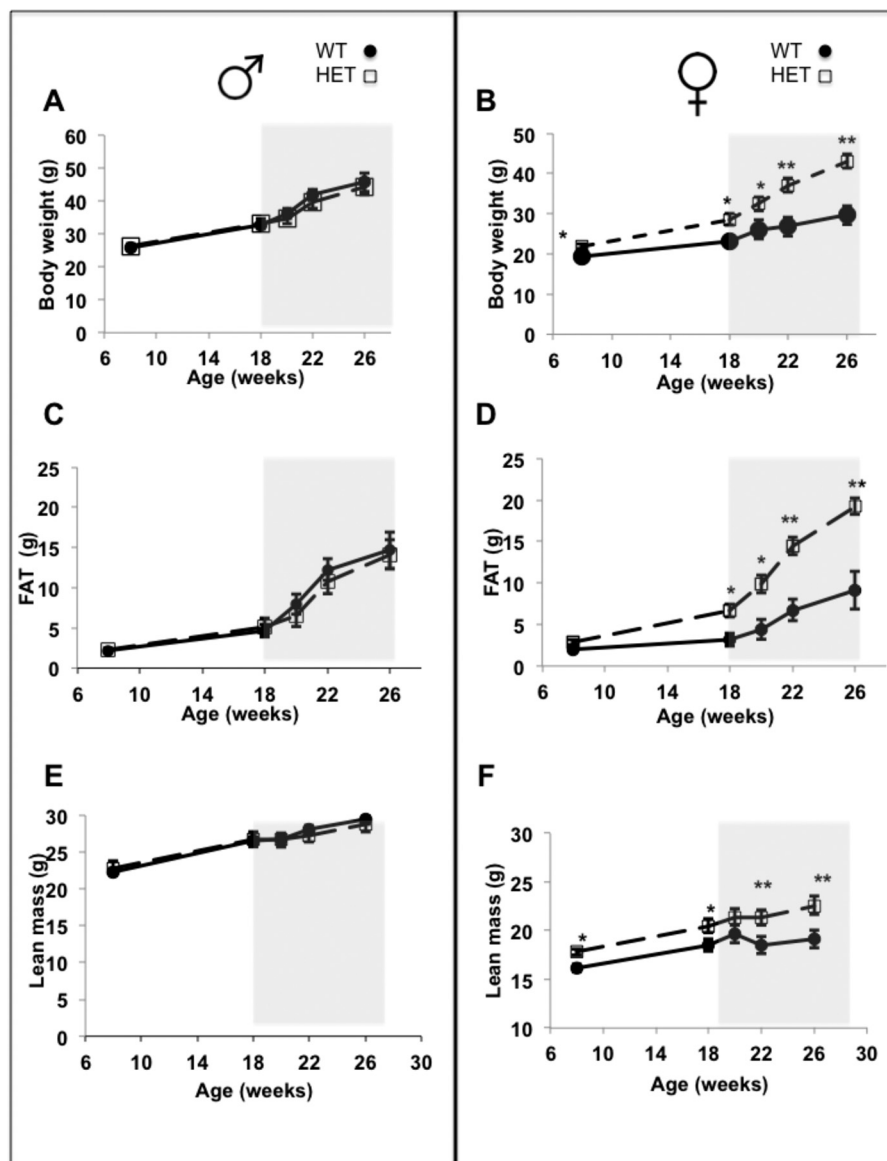 WT
HET
A
60
50
40
30
20
10
0
Body weight (g)
6 10 14 18 22 26
Age (weeks)
WT
HET
B
50
40
30
20
10
0
Body weight (g)
* * * ** **
6 10 14 18 22 26
Age (weeks)
C
25
20
15
10
5
0
FAT (g)
6 10 14 18 22 26
Age (weeks)
D
25
20
15
10
5
0
FAT (g)
* * ** **
6 10 14 18 22 26
Age (weeks)
E
30
25
20
15
10
5
0
Lean mass (g)
6 10 14 18 22 26 30
Age (weeks)
F
30
25
20
15
10
Lean mass (g)
* * ** **
6 10 14 18 22 26 30
Age (weeks)